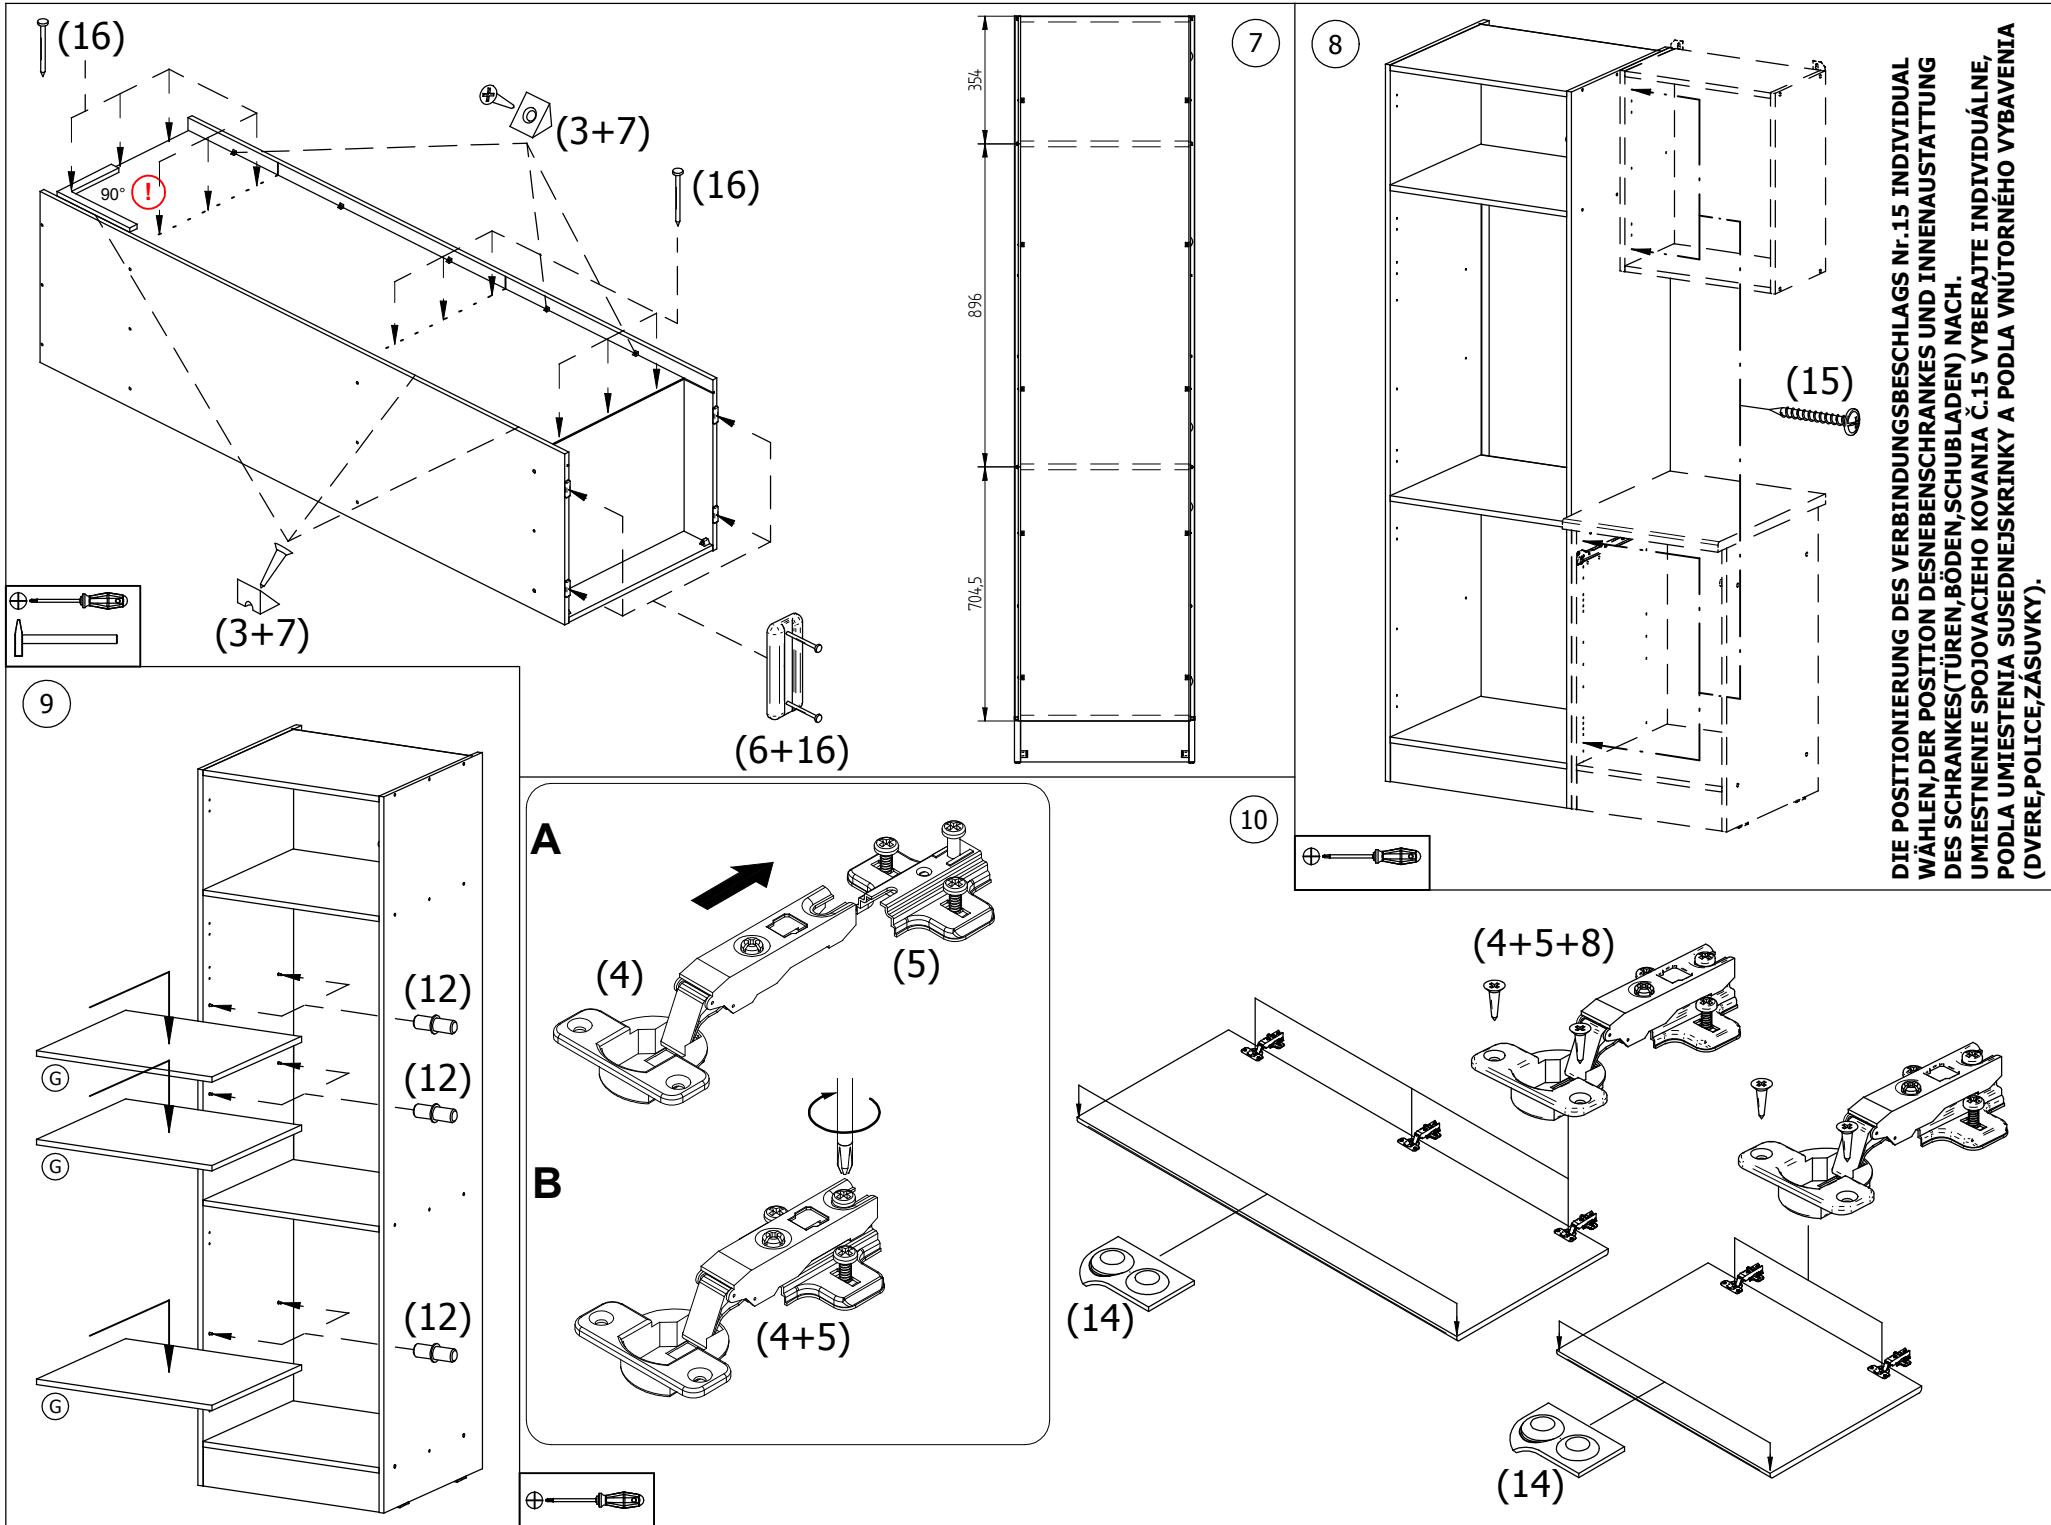 (16)
(3+7)
(16)
90° !
(3+7)
(6+16)
7
354
896
704,5
8
(15)
DIE POSITIONIERUNG DES VERBINDUNGSBESCHLAGS Nr.15 INDIVIDUAL
WÄHLEN,DER POSITION DESNEBENSCHRANKES UND INNENAUSTATTUNG
DES SCHRANKES(TÜREN,BÖDEN,SCHUBLADEN) NACH.
UMIESTNENIE SPOJOVACIEHO KOVANIA Č.15 VYBERAUTE INDIVIDUÁLNE,
PODLA UMIESTENIA SUSEDNEJSKRINKY A PODLA VNÚTORNÉHO VYBAVENIA
(DVERE,POLICE,ZÁSUVKY).
9
(12)
G
(12)
G
(12)
G
10
A
(4)
(5)
B
(4+5)
(4+5+8)
(14)
(14)